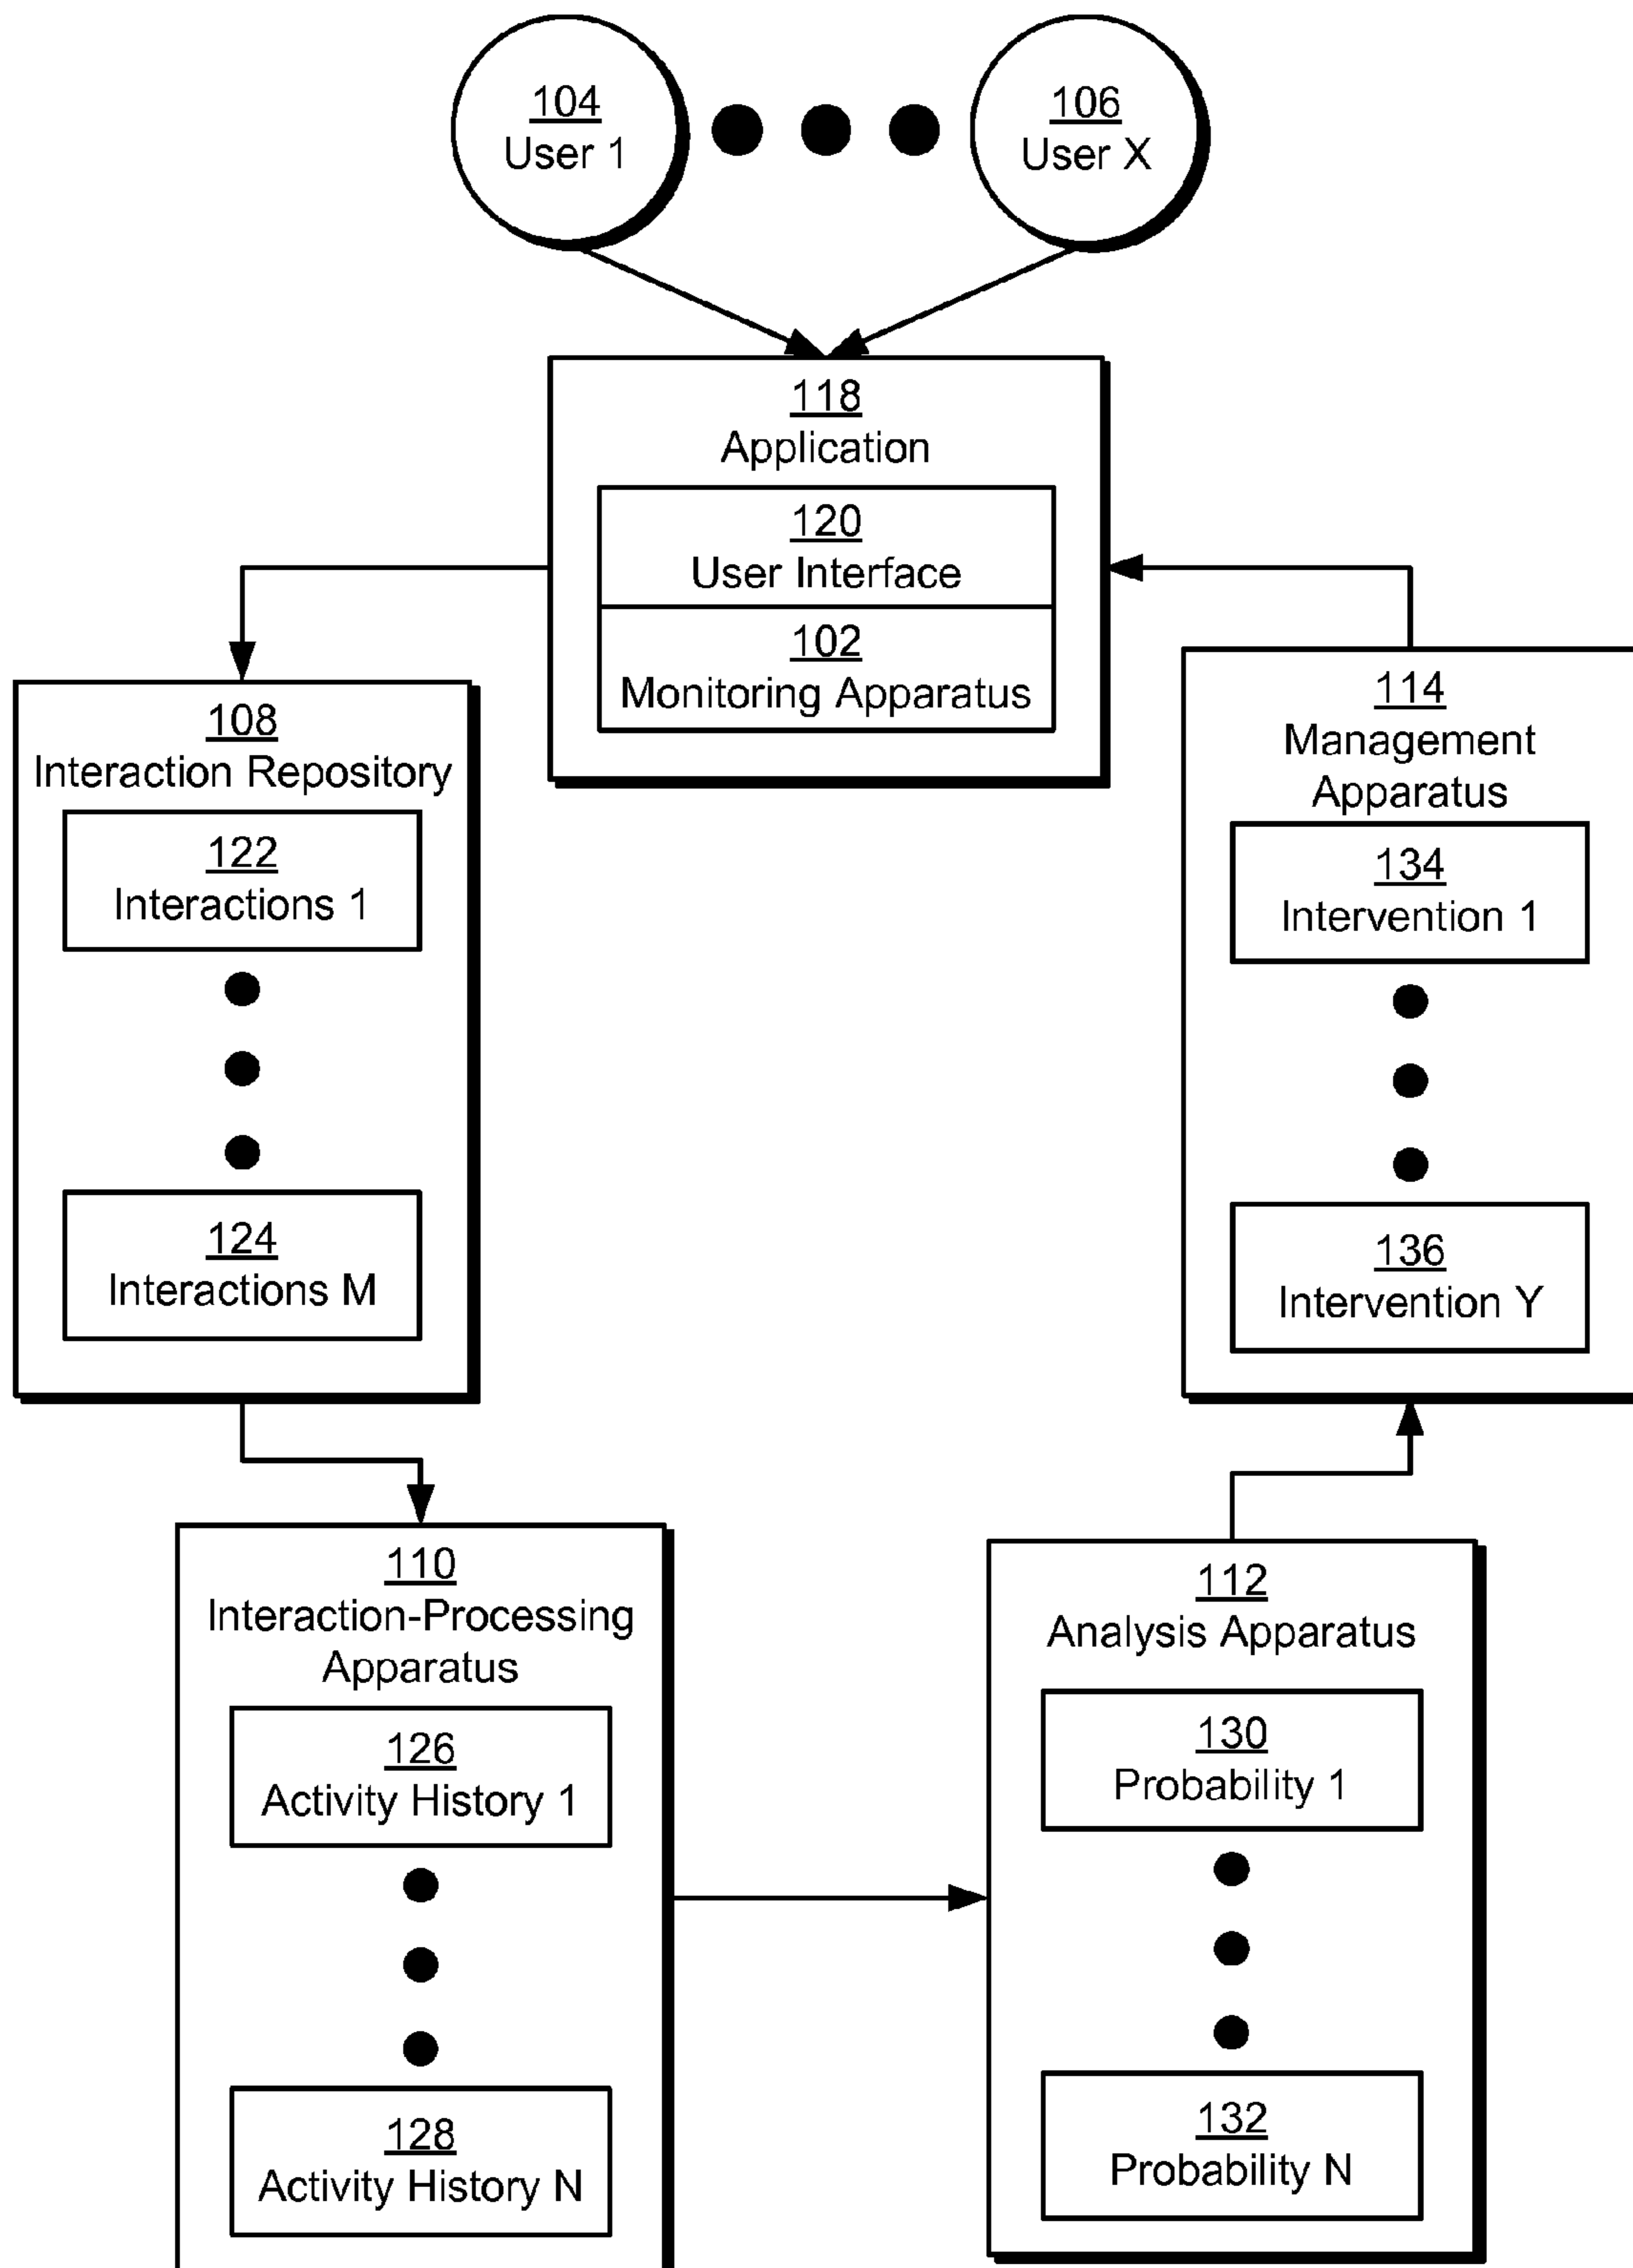 104
User 1
106
User X
118
Application
120
User Interface
102
Monitoring Apparatus
108
Interaction Repository
122
Interactions 1
124
Interactions M
114
Management
Apparatus
134
Intervention 1
136
Intervention Y
110
Interaction-Processing
Apparatus
126
Activity History 1
128
Activity History N
112
Analysis Apparatus
130
Probability 1
132
Probability N